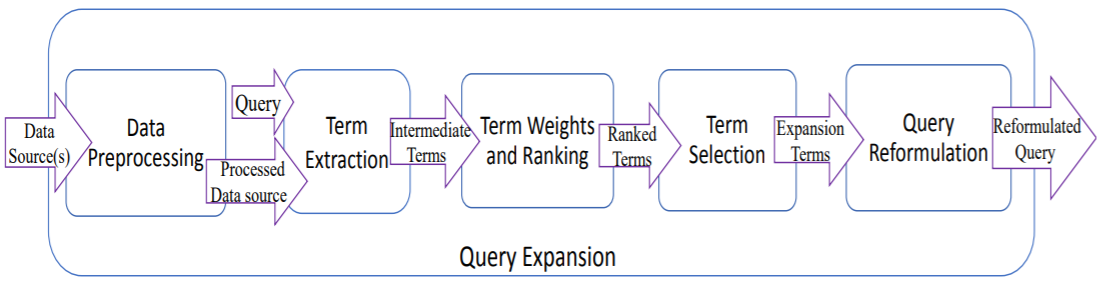 Data
Source(s)
Data
Preprocessing
Query
Processed
Data source
Term
Extraction
Intermediate
Terms
Term Weights
and Ranking
Ranked
Terms
Term
Selection
Expansion
Terms
Query
Reformulation
Reformulated
Query
Query Expansion